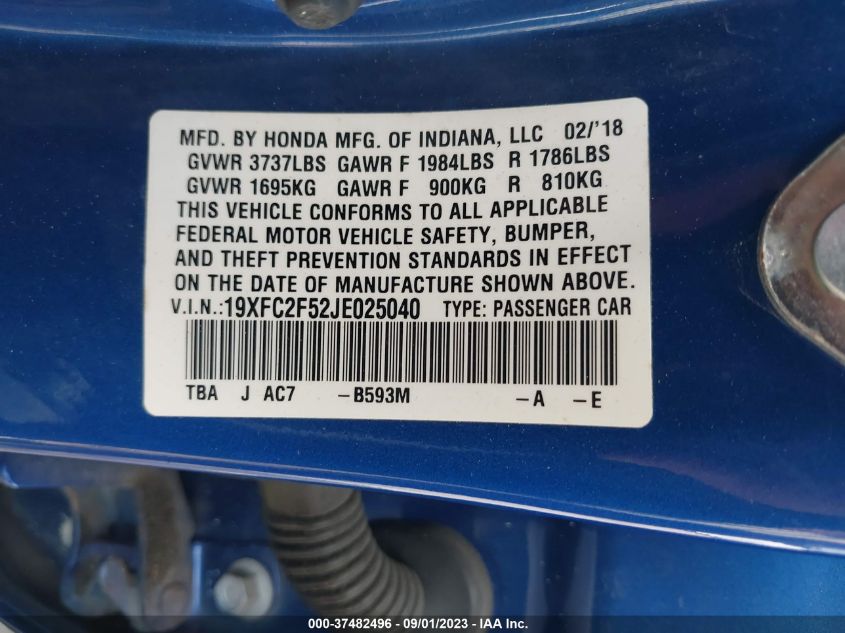 MFD. BY HONDA MFG. OF INDIANA, LLC 02/'18
GVWR 3737LBS GAWR F 1984LBS R 1786LBS
GVWR 1695KG GAWR F 900KG R 810KG
THIS VEHICLE CONFORMS TO ALL APPLICABLE
FEDERAL MOTOR VEHICLE SAFETY, BUMPER,
AND THEFT PREVENTION STANDARDS IN EFFECT
ON THE DATE OF MANUFACTURE SHOWN ABOVE.
V.I.N.:19XFC2F52JE025040 TYPE: PASSENGER CAR
TBA J AC7 -B593M -A -E
000-37482496 - 09/01/2023 - IAA Inc.